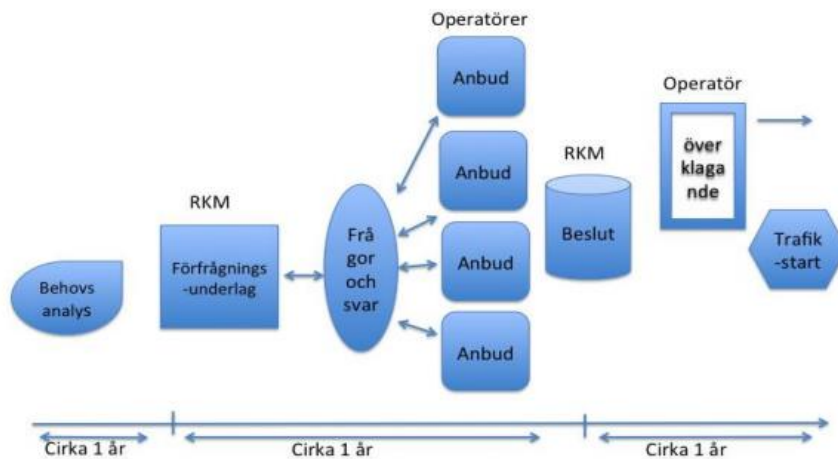 Operatörer
Anbud
Operatör
över
klaga
nde
Anbud
RKM
RKM
Beslut
Trafik
-start
Frå
gor
och
svar
Förfrågnings
-underlag
Anbud
Behovs
analys
Anbud
Cirka 1 år
Cirka 1 år
Cirka 1 år